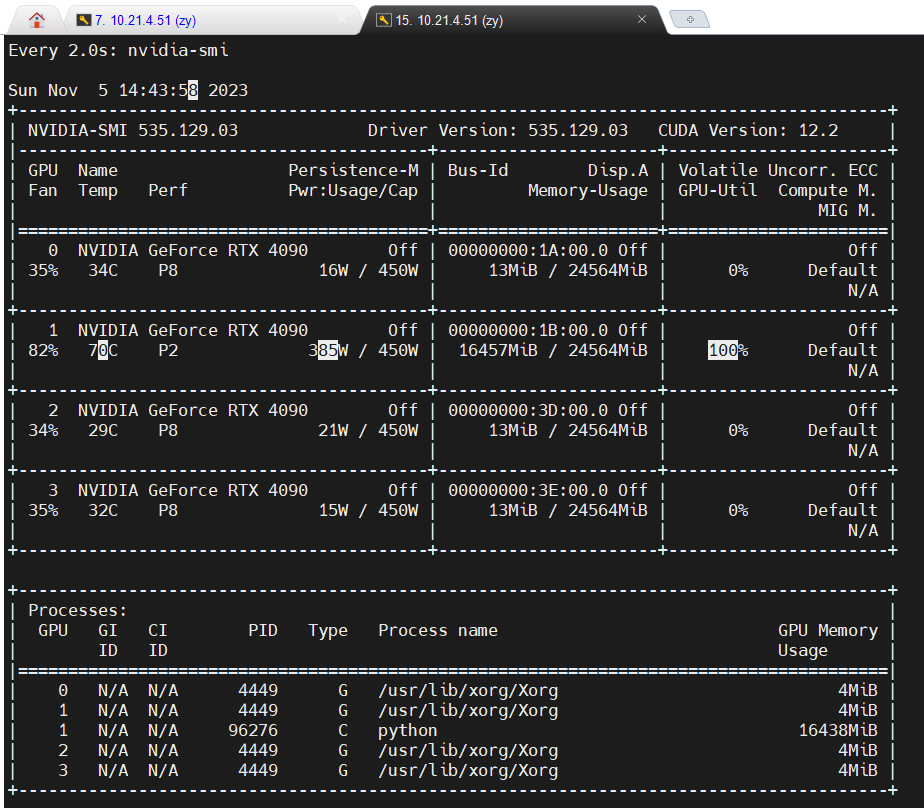 7. 10.21.4.51 (zy)
15. 10.21.4.51 (zy)
Every 2.0s: nvidia-smi
Sun Nov  5 14:43:58 2023
+---------------------------------------------------------------------------------------+
| NVIDIA-SMI 535.129.03             Driver Version: 535.129.03   CUDA Version: 12.2     |
|-----------------------------------------+----------------------+----------------------+
| GPU  Name                 Persistence-M | Bus-Id        Disp.A | Volatile Uncorr. ECC |
| Fan  Temp   Perf          Pwr:Usage/Cap |         Memory-Usage | GPU-Util  Compute M. |
|                                         |                      |               MIG M. |
|=========================================+======================+======================|
|   0  NVIDIA GeForce RTX 4090        Off | 00000000:1A:00.0 Off |                  Off |
| 35%   34C    P8              16W / 450W |     13MiB / 24564MiB |      0%      Default |
|                                         |                      |                  N/A |
+-----------------------------------------+----------------------+----------------------+
|   1  NVIDIA GeForce RTX 4090        Off | 00000000:1B:00.0 Off |                  Off |
| 82%   70C    P2             385W / 450W |  16457MiB / 24564MiB |    100%      Default |
|                                         |                      |                  N/A |
+-----------------------------------------+----------------------+----------------------+
|   2  NVIDIA GeForce RTX 4090        Off | 00000000:3D:00.0 Off |                  Off |
| 34%   29C    P8              21W / 450W |     13MiB / 24564MiB |      0%      Default |
|                                         |                      |                  N/A |
+-----------------------------------------+----------------------+----------------------+
|   3  NVIDIA GeForce RTX 4090        Off | 00000000:3E:00.0 Off |                  Off |
| 35%   32C    P8              15W / 450W |     13MiB / 24564MiB |      0%      Default |
|                                         |                      |                  N/A |
+-----------------------------------------+----------------------+----------------------+
+---------------------------------------------------------------------------------------+
| Processes:                                                                            |
|  GPU   GI   CI        PID   Type   Process name                            GPU Memory |
|        ID   ID                                                             Usage      |
|=======================================================================================|
|    0   N/A  N/A      4449      G   /usr/lib/xorg/Xorg                            4MiB |
|    1   N/A  N/A      4449      G   /usr/lib/xorg/Xorg                            4MiB |
|    1   N/A  N/A     96276      C   python                                    16438MiB |
|    2   N/A  N/A      4449      G   /usr/lib/xorg/Xorg                            4MiB |
|    3   N/A  N/A      4449      G   /usr/lib/xorg/Xorg                            4MiB |
+---------------------------------------------------------------------------------------+